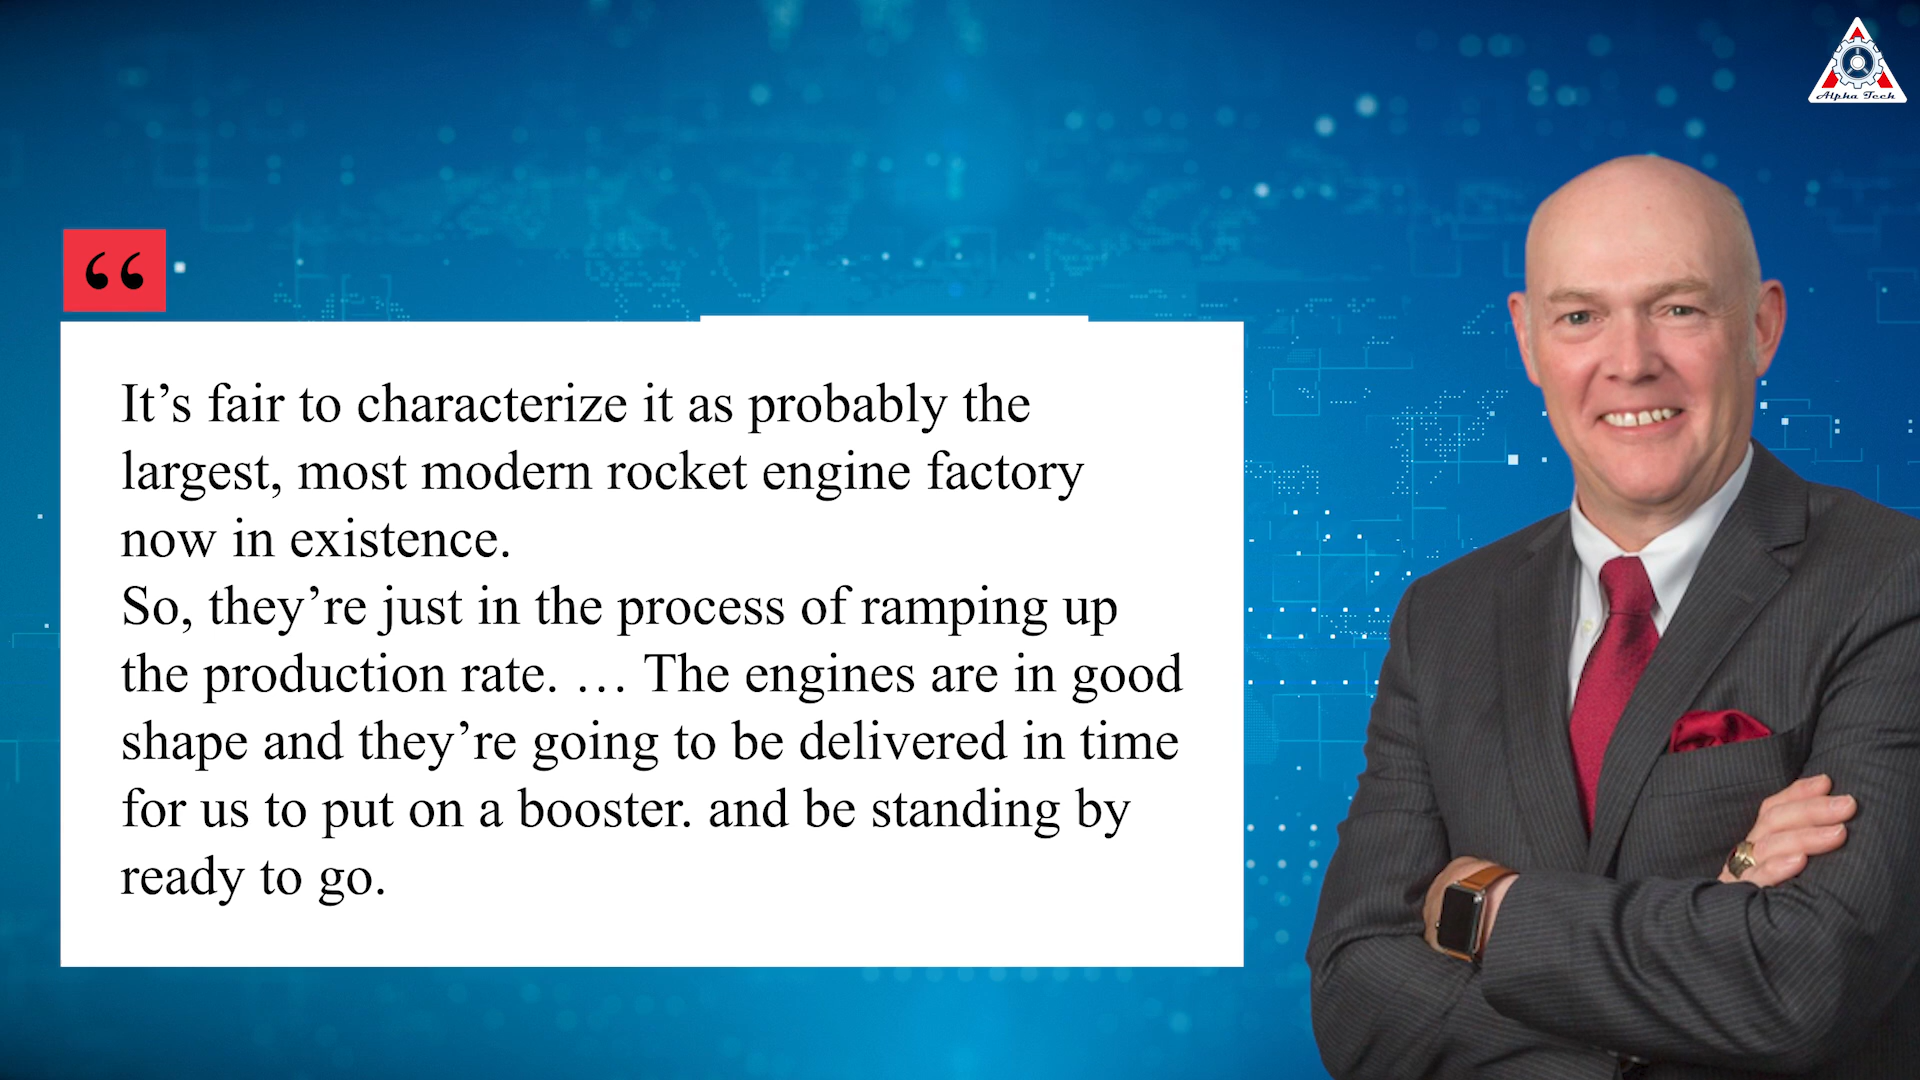 Alpha Tech
“
It’s fair to characterize it as probably the
largest, most modern rocket engine factory
now in existence.
So, they’re just in the process of ramping up
the production rate. … The engines are in good
shape and they’re going to be delivered in time
for us to put on a booster. and be standing by
ready to go.